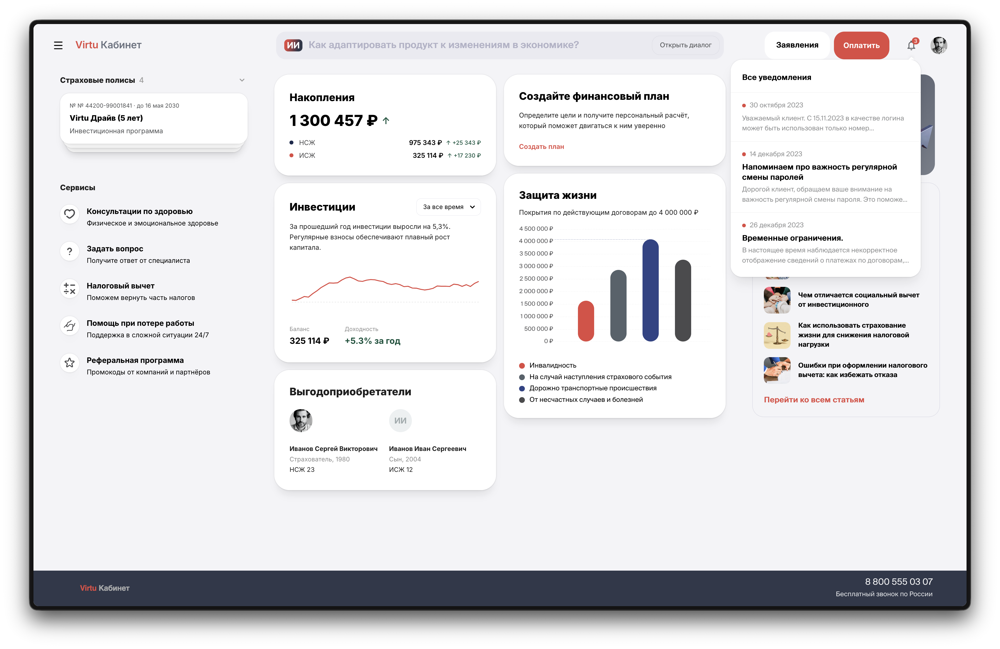 Virtu Кабинет
ИИ Как адаптировать продукт к изменениям в экономике?
Открыть диалог
Заявления
Оплатить
3
Страховые полисы 4
№ № 44200-99001841 · до 16 мая 2030
Virtu Драйв (5 лет)
Инвестиционная программа
Сервисы
Консультации по здоровью
Физическое и эмоциональное здоровье
Задать вопрос
Получите ответ от специалиста
Налоговый вычет
Поможем вернуть часть налогов
Помощь при потере работы
Поддержка в сложной ситуации 24/7
Реферальная программа
Промокоды от компаний и партнёров
Накопления
1 300 457 ₽ ↑
НСЖ 975 343 ₽ ↑ +25 343 ₽
ИСЖ 325 114 ₽ ↑ +17 230 ₽
Инвестиции
За все время
За прошедший год инвестиции выросли на 5,3%.
Регулярные взносы обеспечивают плавный рост
капитала.
Баланс Доходность
325 114 ₽ +5.3% за год
Выгодоприобретатели
ИИ
Иванов Сергей Викторович
Страхователь, 1980
НСЖ 23
Иванов Иван Сергеевич
Сын, 2004
ИСЖ 12
Создайте финансовый план
Определите цели и получите персональный расчёт,
который поможет двигаться к ним уверенно
Создать план
Защита жизни
Покрытия по действующим договорам до 4 000 000 ₽
4 500 000 ₽
4 000 000 ₽
3 500 000 ₽
3 000 000 ₽
2 500 000 ₽
2 000 000 ₽
1 500 000 ₽
1 000 000 ₽
500 000 ₽
0 ₽
Инвалидность
На случай наступления страхового события
Дорожно транспортные происшествия
От несчастных случаев и болезней
Все уведомления
30 октября 2023
Уважаемый клиент. С 15.11.2023 в качестве логина
может быть использован только номер...
14 декабря 2023
Напоминаем про важность регулярной
смены паролей
Дорогой клиент, обращаем ваше внимание на
важность регулярной смены пароля. Это поможе...
26 декабря 2023
Временные ограничения.
В настоящее время наблюдается некорректное
отображение сведений о платежах по договорам,...
Чем отличается социальный вычет
от инвестиционного
Как использовать страхование
жизни для снижения налоговой
нагрузки
Ошибки при оформлении налогового
вычета: как избежать отказа
Перейти ко всем статьям
Virtu Кабинет
8 800 555 03 07
Бесплатный звонок по России